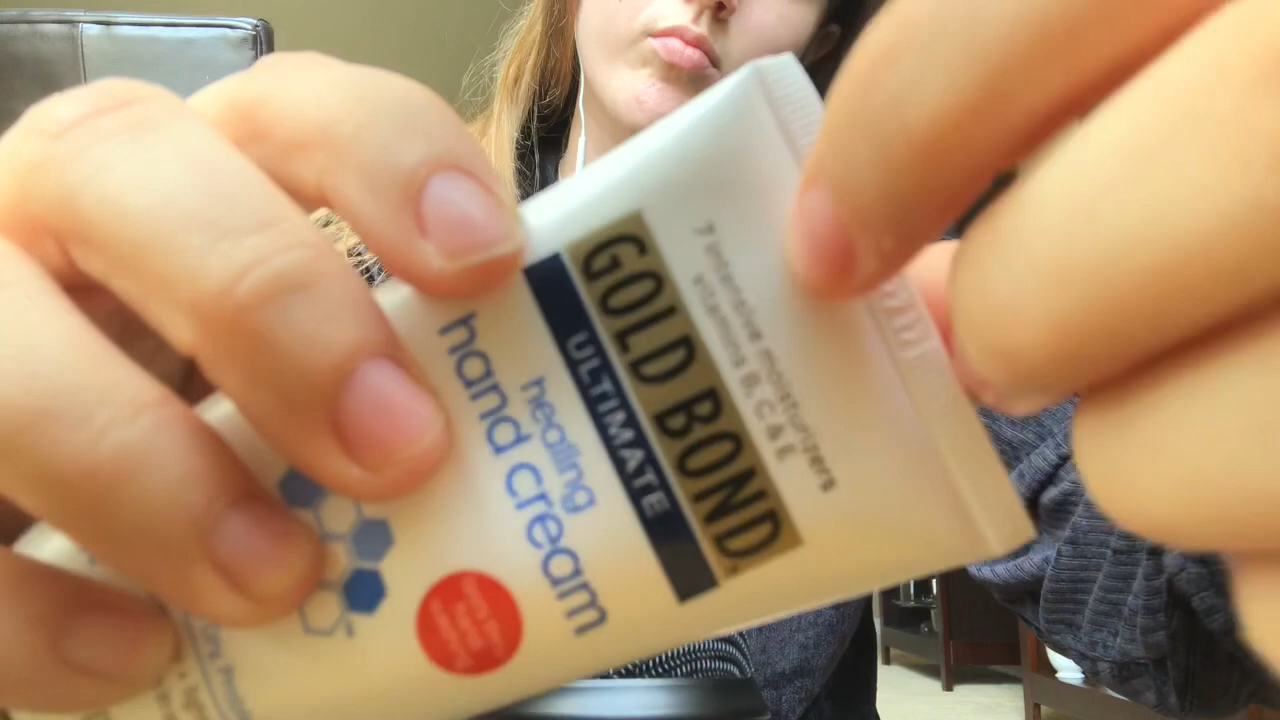 7 intensive moisturizers
vitamins B, C & E
GOLD BOND
ULTIMATE
healing
hand cream